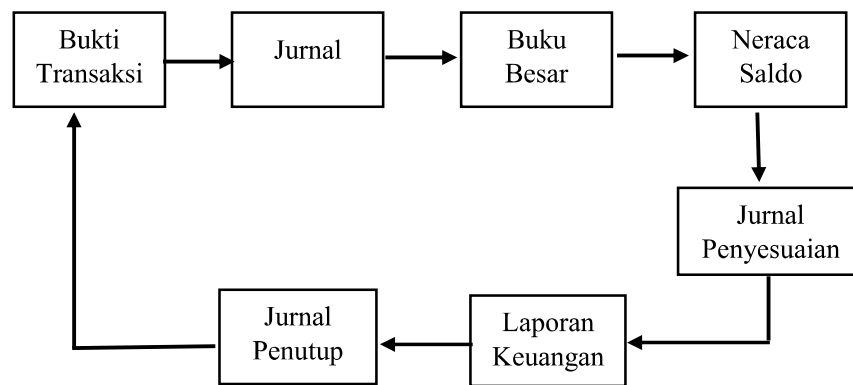 Bukti
Transaksi
Jurnal
Buku
Besar
Neraca
Saldo
Jurnal
Penyesuaian
Laporan
Keuangan
Jurnal
Penutup